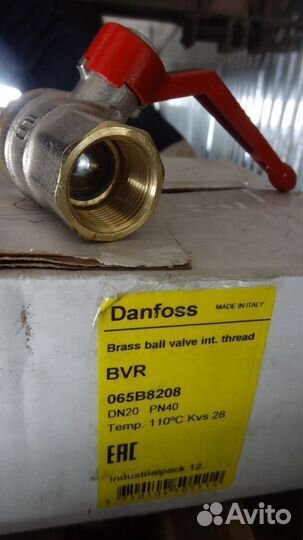 Danfoss MADE IN ITALY
Brass ball valve int. thread
BVR
065B8208
DN20 PN40
Temp. 110ºC Kvs 28
EAC
Industrialpack 12
Avito